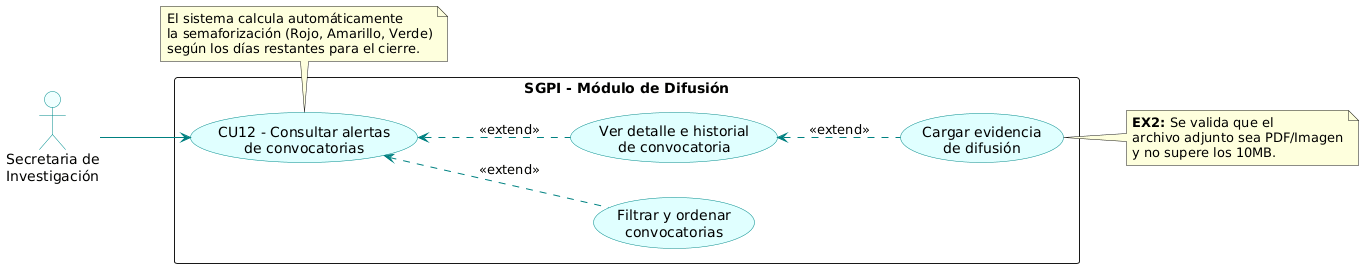 El sistema calcula automáticamente
la semaforización (Rojo, Amarillo, Verde)
según los días restantes para el cierre.
SGPI - Módulo de Difusión
Secretaria de
Investigación
CU12 - Consultar alertas
de convocatorias
«extend»
Ver detalle e historial
de convocatoria
«extend»
Cargar evidencia
de difusión
EX2: Se valida que el
archivo adjunto sea PDF/Imagen
y no supere los 10MB.
«extend»
Filtrar y ordenar
convocatorias